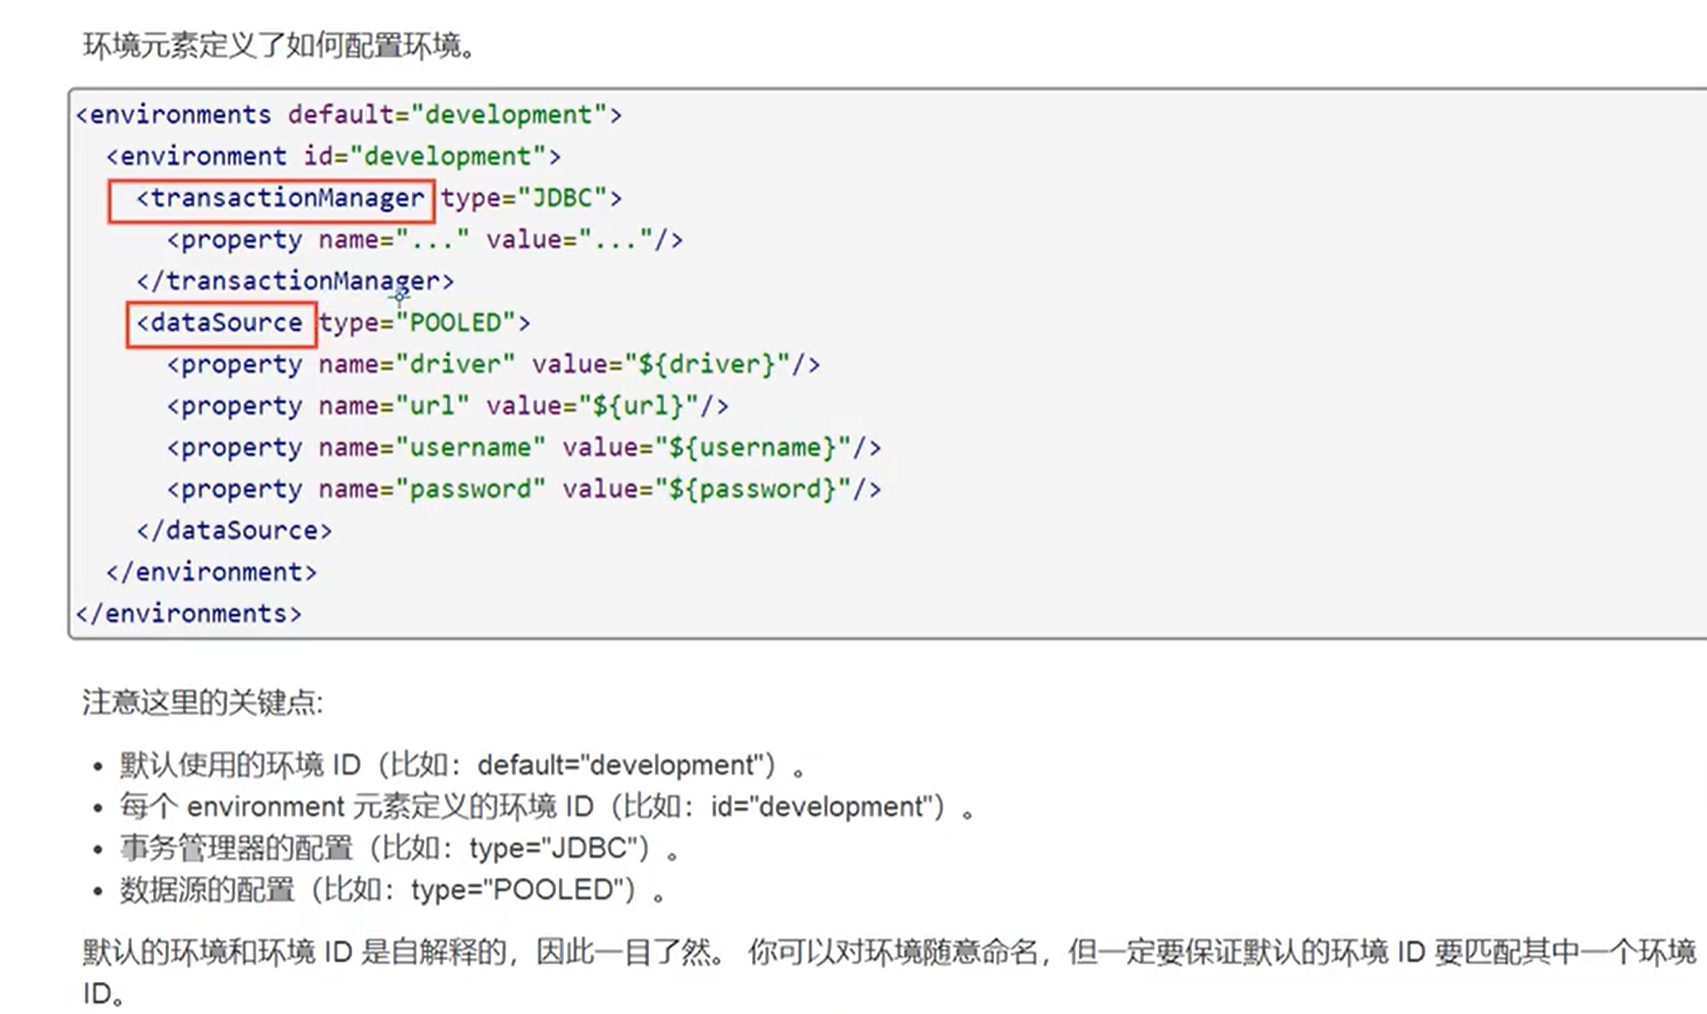 环境元素定义了如何配置环境。
<environments default="development">
  <environment id="development">
    <transactionManager type="JDBC">
      <property name="..." value="..."/>
    </transactionManager>
    <dataSource type="POOLED">
      <property name="driver" value="${driver}"/>
      <property name="url" value="${url}"/>
      <property name="username" value="${username}"/>
      <property name="password" value="${password}"/>
    </dataSource>
  </environment>
</environments>
注意这里的关键点:
• 默认使用的环境 ID（比如：default="development"）。
• 每个 environment 元素定义的环境 ID（比如：id="development"）。
• 事务管理器的配置（比如：type="JDBC"）。
• 数据源的配置（比如：type="POOLED"）。
默认的环境和环境 ID 是自解释的，因此一目了然。 你可以对环境随意命名，但一定要保证默认的环境 ID 要匹配其中一个环境
ID。